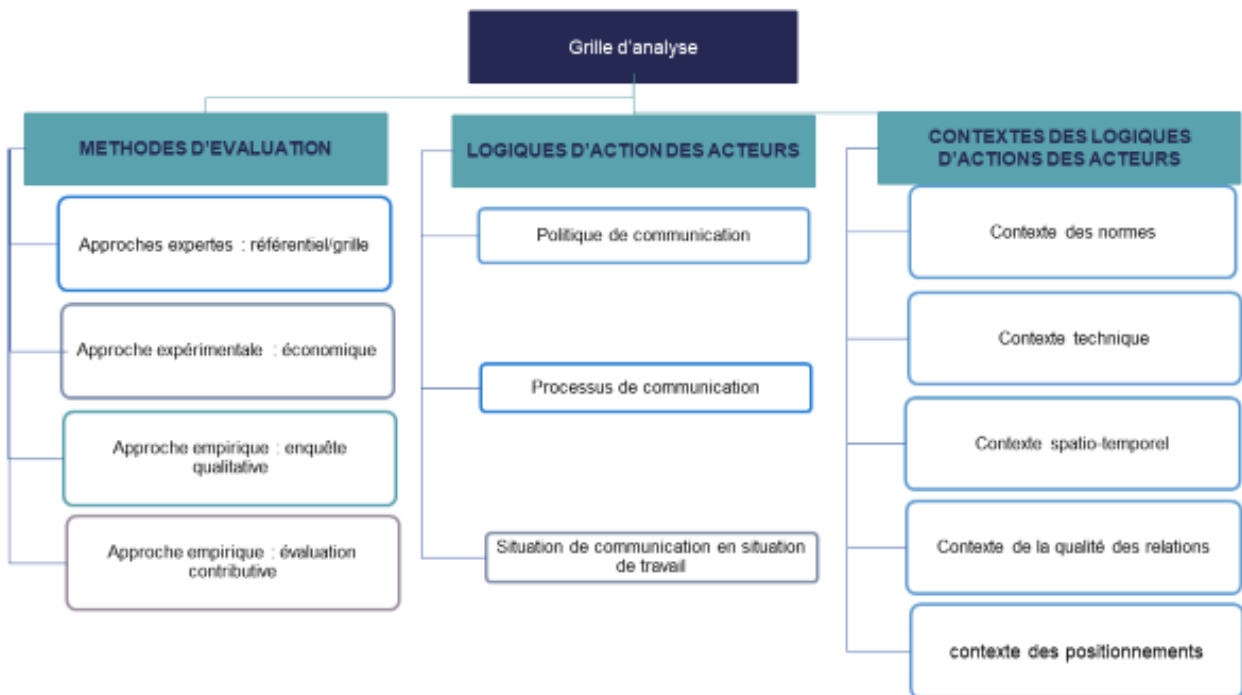 Grille d'analyse
METHODES D'EVALUATION
Approches expertes : référentiel/grille
Approche expérimentale : économique
Approche empirique : enquête
qualitative
Approche empirique : évaluation
contributive
LOGIQUES D'ACTION DES ACTEURS
Politique de communication
Processus de communication
Situation de communication en situation
de travail
CONTEXTES DES LOGIQUES
D'ACTIONS DES ACTEURS
Contexte des normes
Contexte technique
Contexte spatio-temporel
Contexte de la qualité des relations
contexte des positionnements